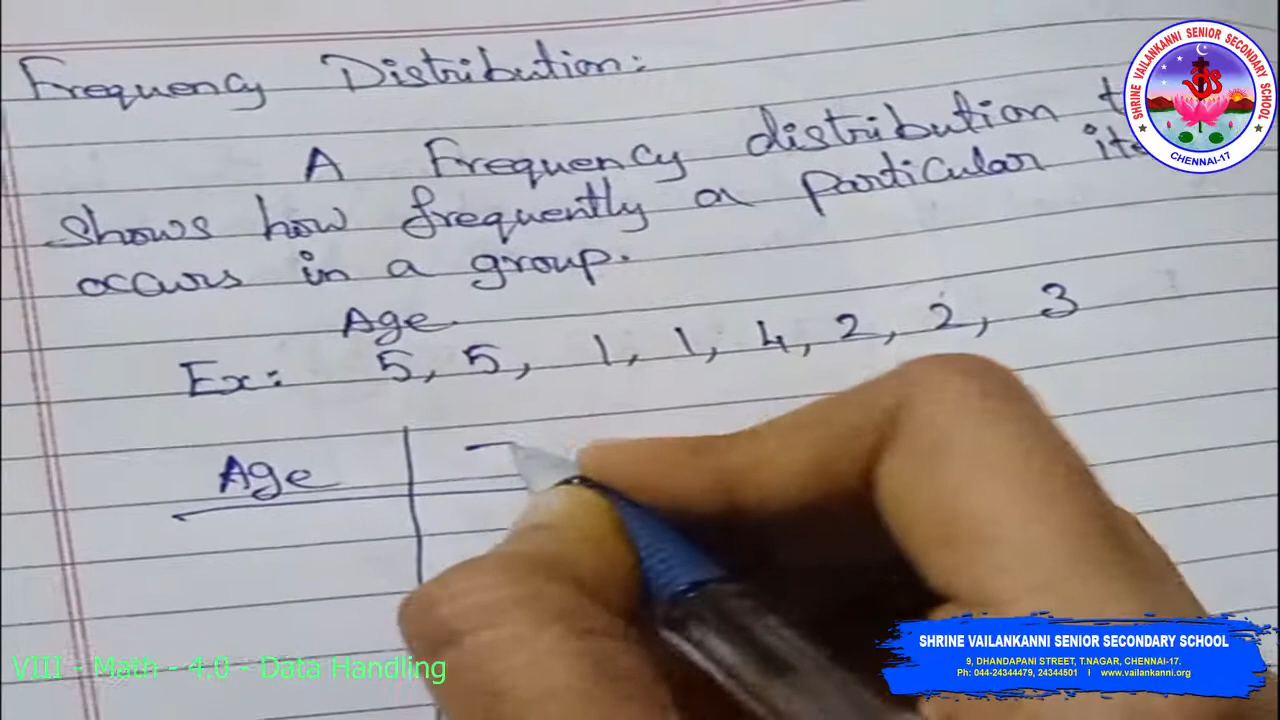 Frequency Distribution:
A Frequency distribution
shows how frequently a particular
occurs in a group.
Age
Ex: 5, 5, 1, 1, 4, 2, 2, 3
Age
SHRINE VAILANKANNI SENIOR SECONDARY SCHOOL
CHENNAI-17
VIII - Math - 4.0 - Data Handling
SHRINE VAILANKANNI SENIOR SECONDARY SCHOOL
9, DHANDAPANI STREET, T.NAGAR, CHENNAI-17.
Ph: 044-24344479, 24344501 I www.vailankanni.org